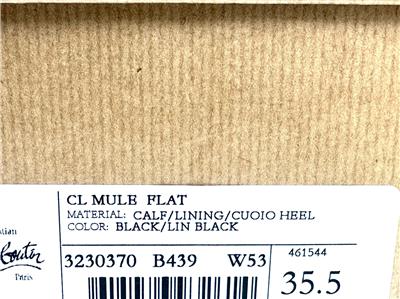 CL MULE FLAT
MATERIAL: CALF/LINING/CUOIO HEEL
COLOR: BLACK/LIN BLACK
Paris
3230370 B439 W53
461544
35.5